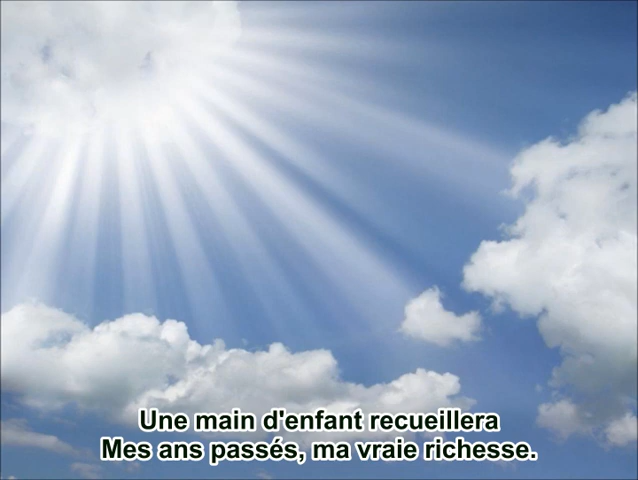 Une main d'enfant recueillera
Mes ans passés, ma vraie richesse.